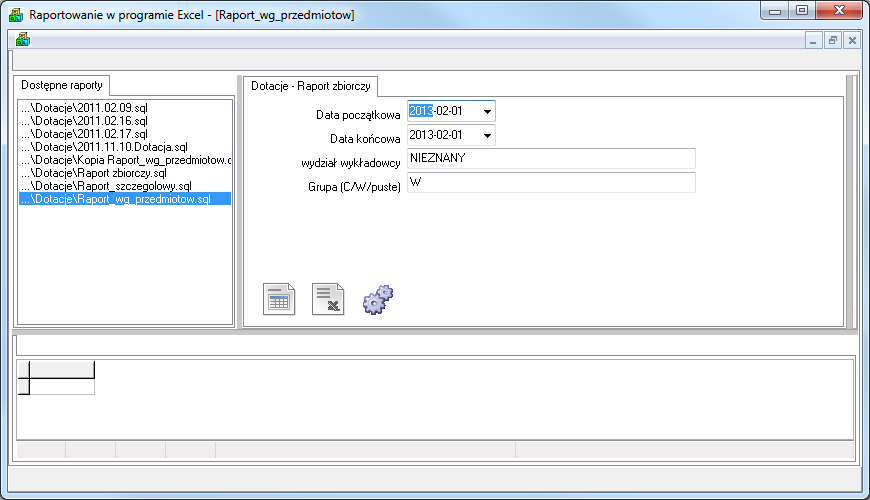 Raportowanie w programie Excel - [Raport_wg_przedmiotow]
Dostępne raporty
...\Dotacje\2011.02.09.sql
...\Dotacje\2011.02.16.sql
...\Dotacje\2011.02.17.sql
...\Dotacje\2011.11.10.Dotacja.sql
...\Dotacje\Kopia Raport_wg_przedmiotow.c
...\Dotacje\Raport zbiorczy.sql
...\Dotacje\Raport_szczegolowy.sql
...\Dotacje\Raport_wg_przedmiotow.sql
Dotacje - Raport zbiorczy
Data początkowa 2013-02-01
Data końcowa 2013-02-01
wydział wykładowcy NIEZNANY
Grupa (C/W/puste) W